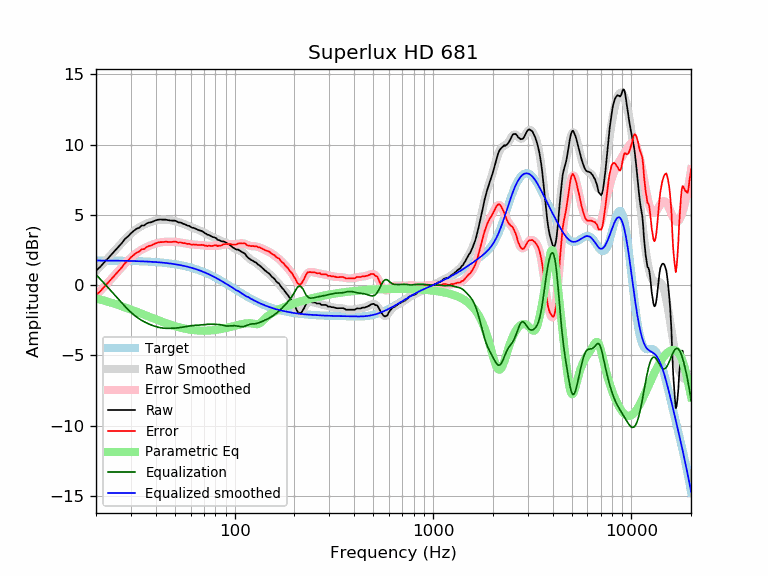 Superlux HD 681
15
10
5
0
−5
−10
−15
Amplitude (dBr)
Target
Raw Smoothed
Error Smoothed
Raw
Error
Parametric Eq
Equalization
Equalized smoothed
100
1000
10000
Frequency (Hz)